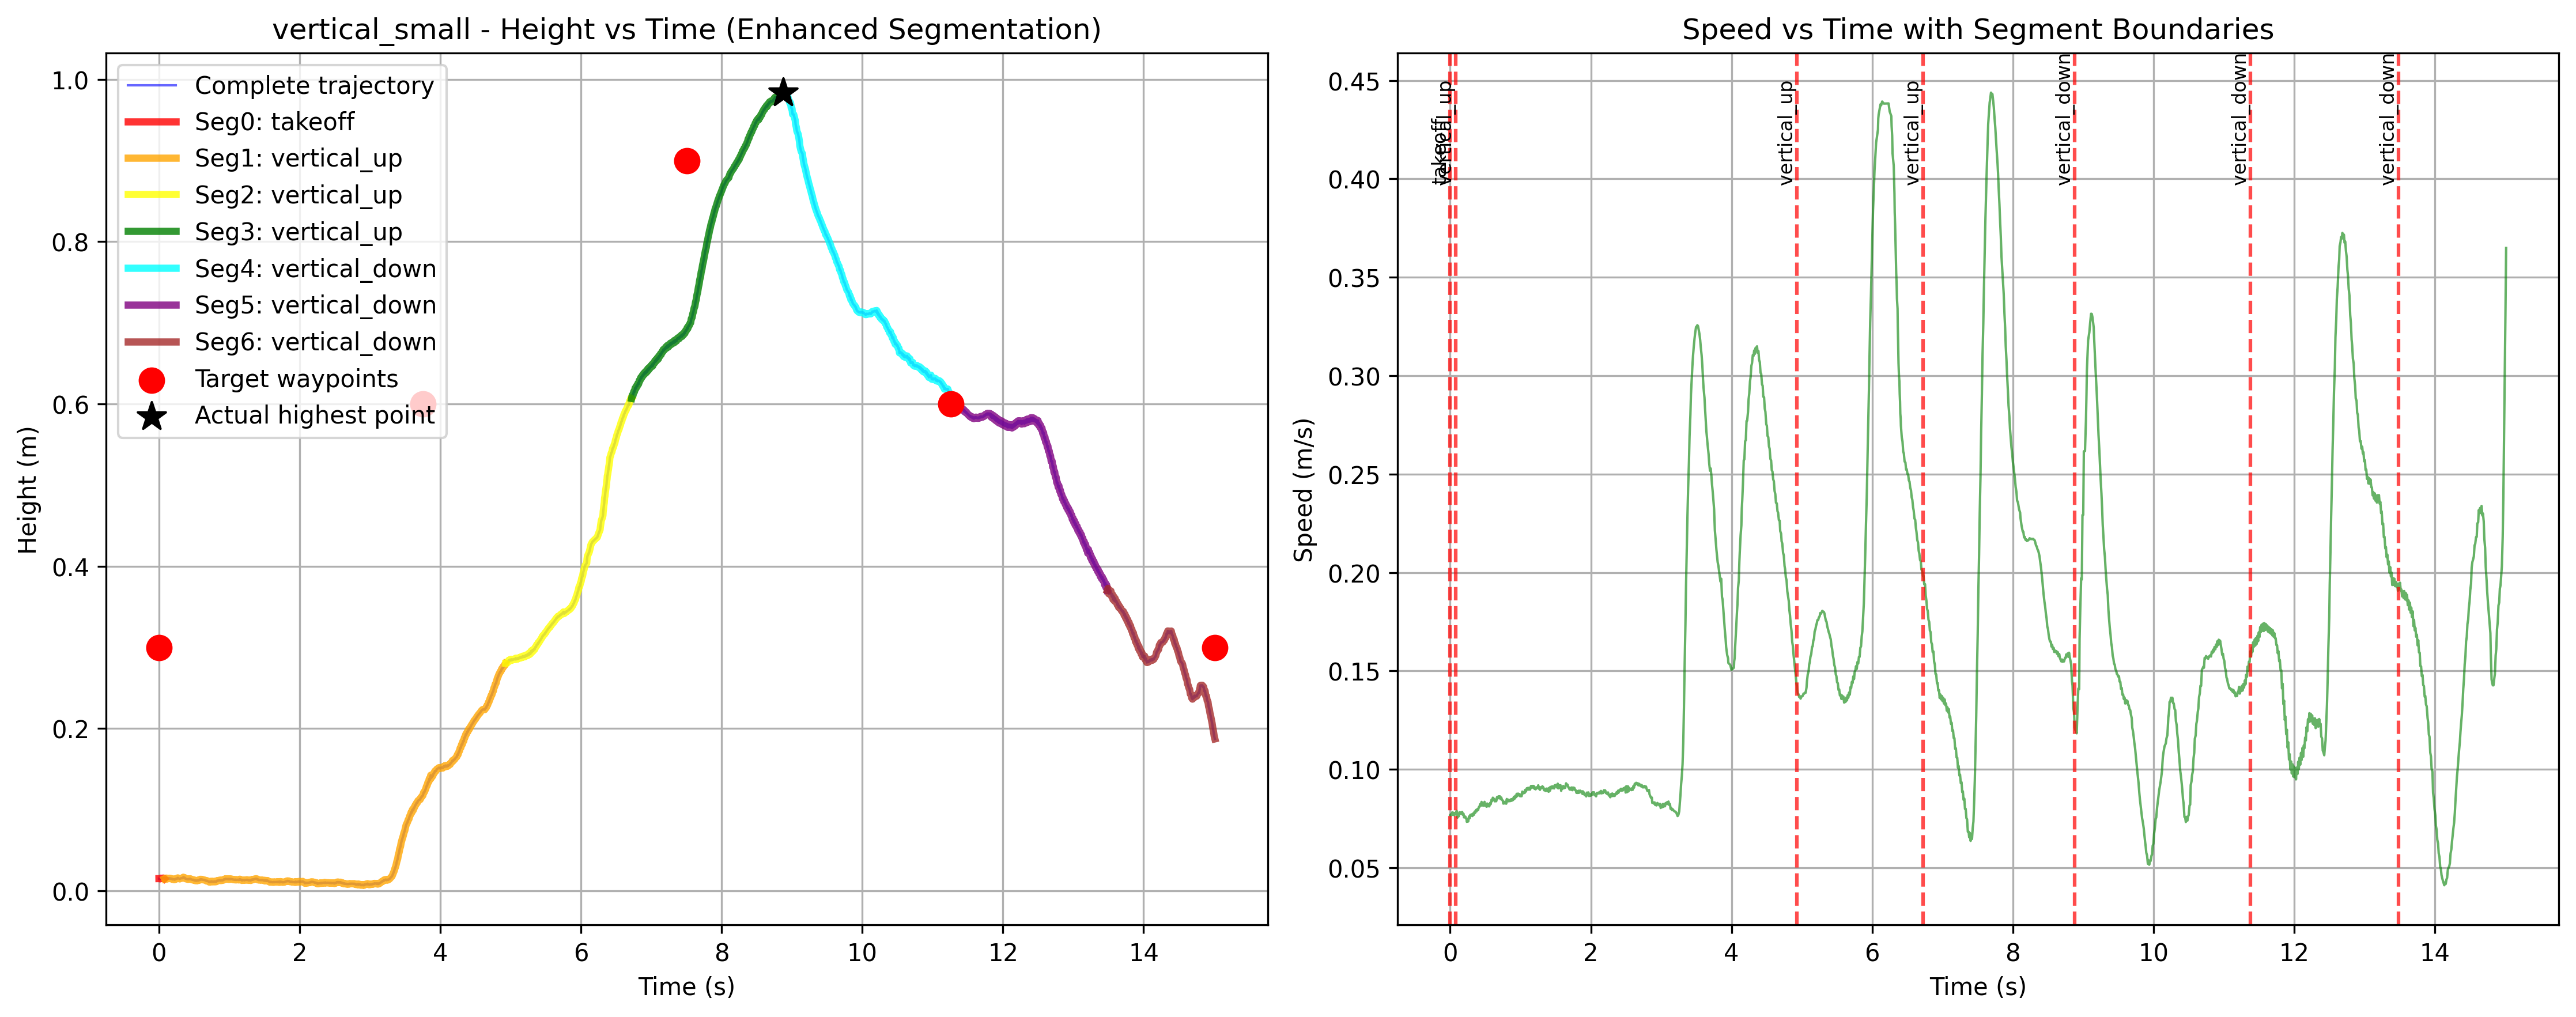 vertical_small - Height vs Time (Enhanced Segmentation)
Height (m)
1.0
0.8
0.6
0.4
0.2
0.0
Complete trajectory
Seg0: takeoff
Seg1: vertical_up
Seg2: vertical_up
Seg3: vertical_up
Seg4: vertical_down
Seg5: vertical_down
Seg6: vertical_down
Target waypoints
Actual highest point
0 2 4 6 8 10 12 14
Time (s)
Speed vs Time with Segment Boundaries
Speed (m/s)
0.45
0.40
0.35
0.30
0.25
0.20
0.15
0.10
0.05
takeoff
vertical_up
vertical_up
vertical_up
vertical_down
vertical_down
vertical_down
0 2 4 6 8 10 12 14
Time (s)